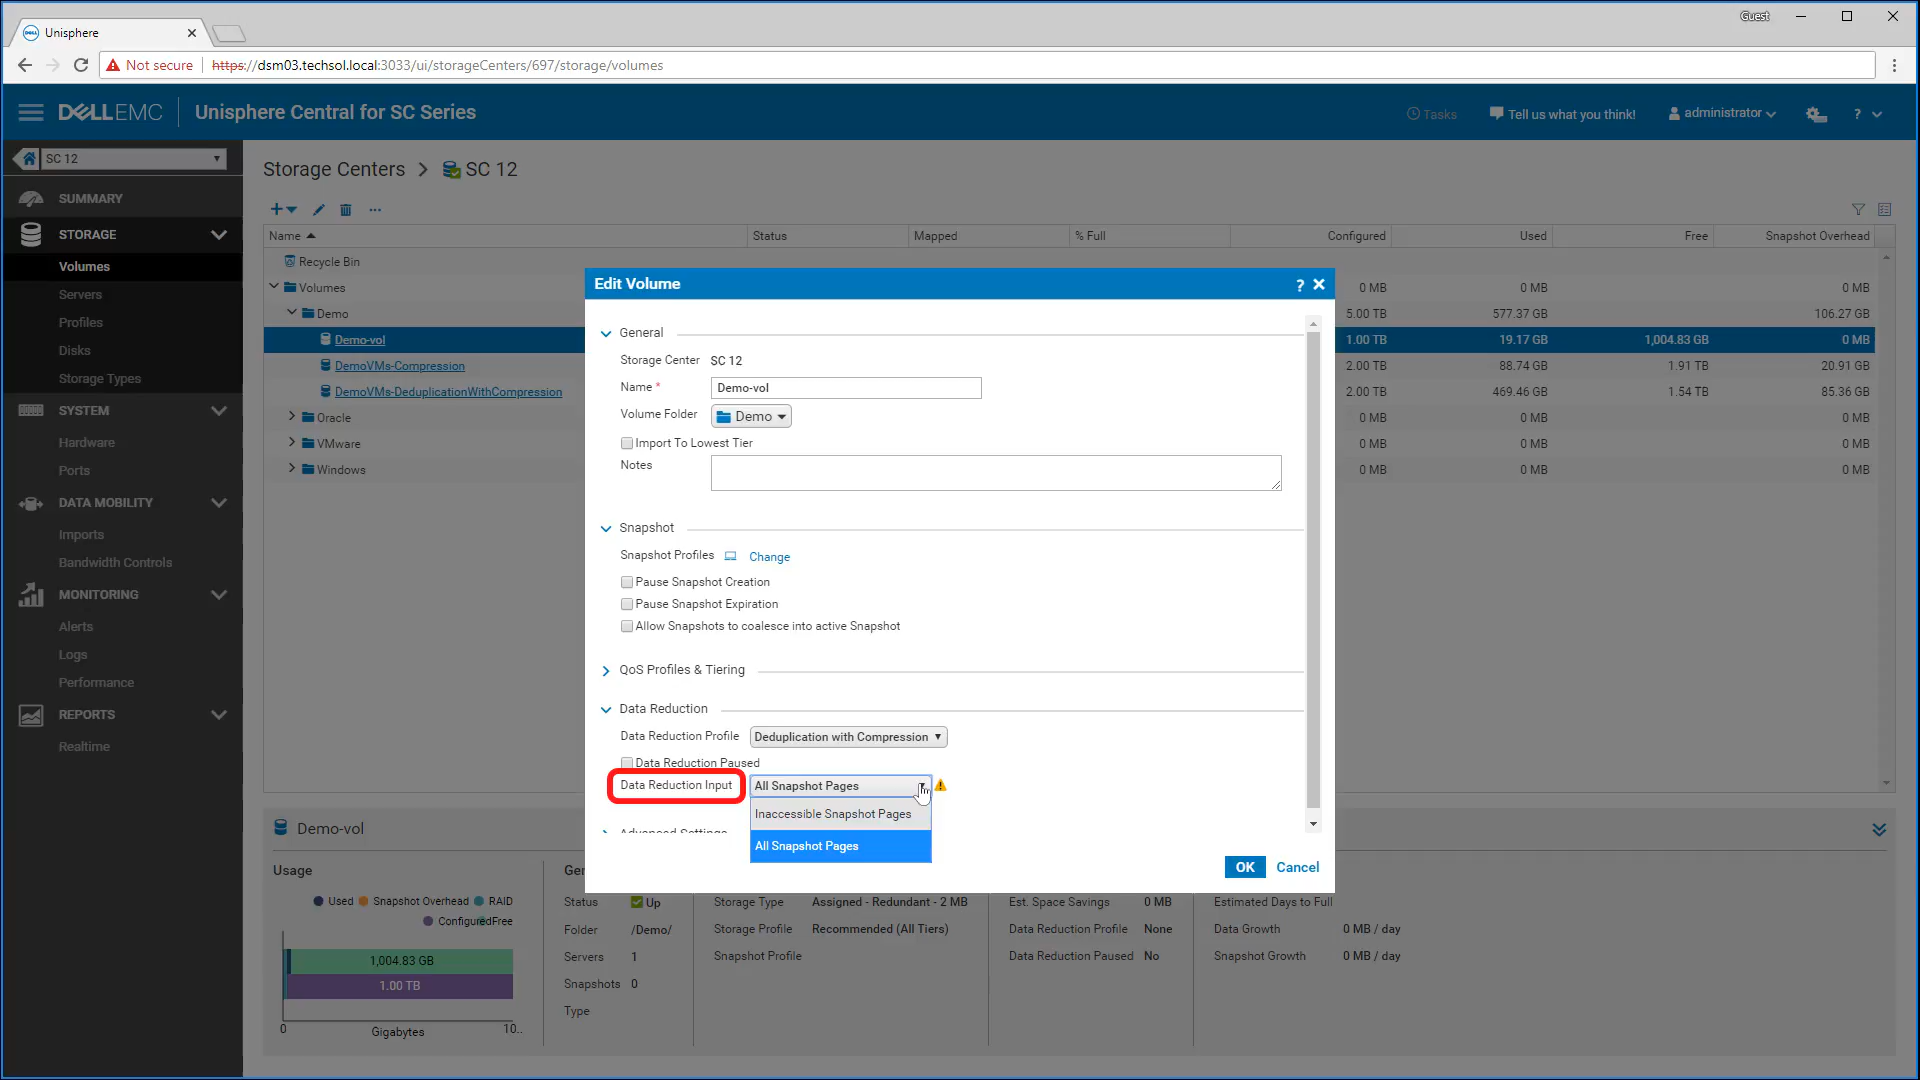 Guest
Unisphere
Not secure https://dsm03.techsol.local:3033/ui/storageCenters/697/storage/volumes
DELLEMC Unisphere Central for SC Series Tasks Tell us what you think! administrator ?
SC 12
Storage Centers > SC 12
SUMMARY
STORAGE
Volumes
Servers
Profiles
Disks
Storage Types
SYSTEM
Hardware
Ports
DATA MOBILITY
Imports
Bandwidth Controls
MONITORING
Alerts
Logs
Performance
REPORTS
Realtime
Name Status Mapped % Full Configured Used Free Snapshot Overhead
Recycle Bin
Volumes 0 MB 0 MB 0 MB
Demo 5.00 TB 577.37 GB 106.27 GB
Demo-vol 1.00 TB 19.17 GB 1,004.83 GB 0 MB
DemoVMs-Compression 2.00 TB 88.74 GB 1.91 TB 20.91 GB
DemoVMs-DeduplicationWithCompression 2.00 TB 469.46 GB 1.54 TB 85.36 GB
Oracle 0 MB 0 MB 0 MB
VMware 0 MB 0 MB 0 MB
Windows 0 MB 0 MB 0 MB
Edit Volume ?
General
Storage Center SC 12
Name * Demo-vol
Volume Folder Demo
Import To Lowest Tier
Notes
Snapshot
Snapshot Profiles Change
Pause Snapshot Creation
Pause Snapshot Expiration
Allow Snapshots to coalesce into active Snapshot
QoS Profiles & Tiering
Data Reduction
Data Reduction Profile Deduplication with Compression
Data Reduction Paused
Data Reduction Input All Snapshot Pages
Inaccessible Snapshot Pages
Advanced Settings
All Snapshot Pages
OK Cancel
Demo-vol
Usage
Used Snapshot Overhead RAID
ConfiguredFree
1,004.83 GB
1.00 TB
0 10..
Gigabytes
Ger
Status Up
Folder /Demo/
Servers 1
Snapshots 0
Type
Storage Type Assigned - Redundant - 2 MB
Storage Profile Recommended (All Tiers)
Snapshot Profile
Est. Space Savings 0 MB
Data Reduction Profile None
Data Reduction Paused No
Estimated Days to Full
Data Growth 0 MB / day
Snapshot Growth 0 MB / day